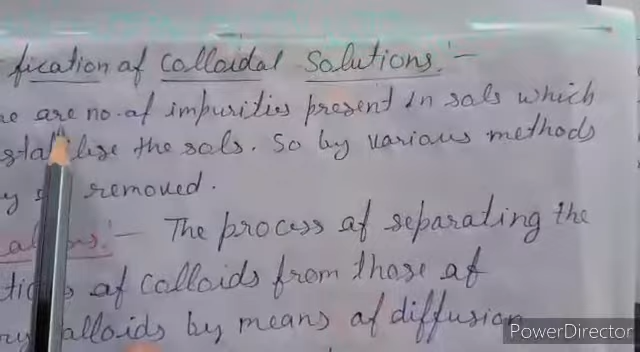 fication of Colloidal Solutions :-
are no. of impurities present in sols which
the sols. So by various methods
removed.
:- The process of separating the
of colloids from those of
by means of diffusion
PowerDirector